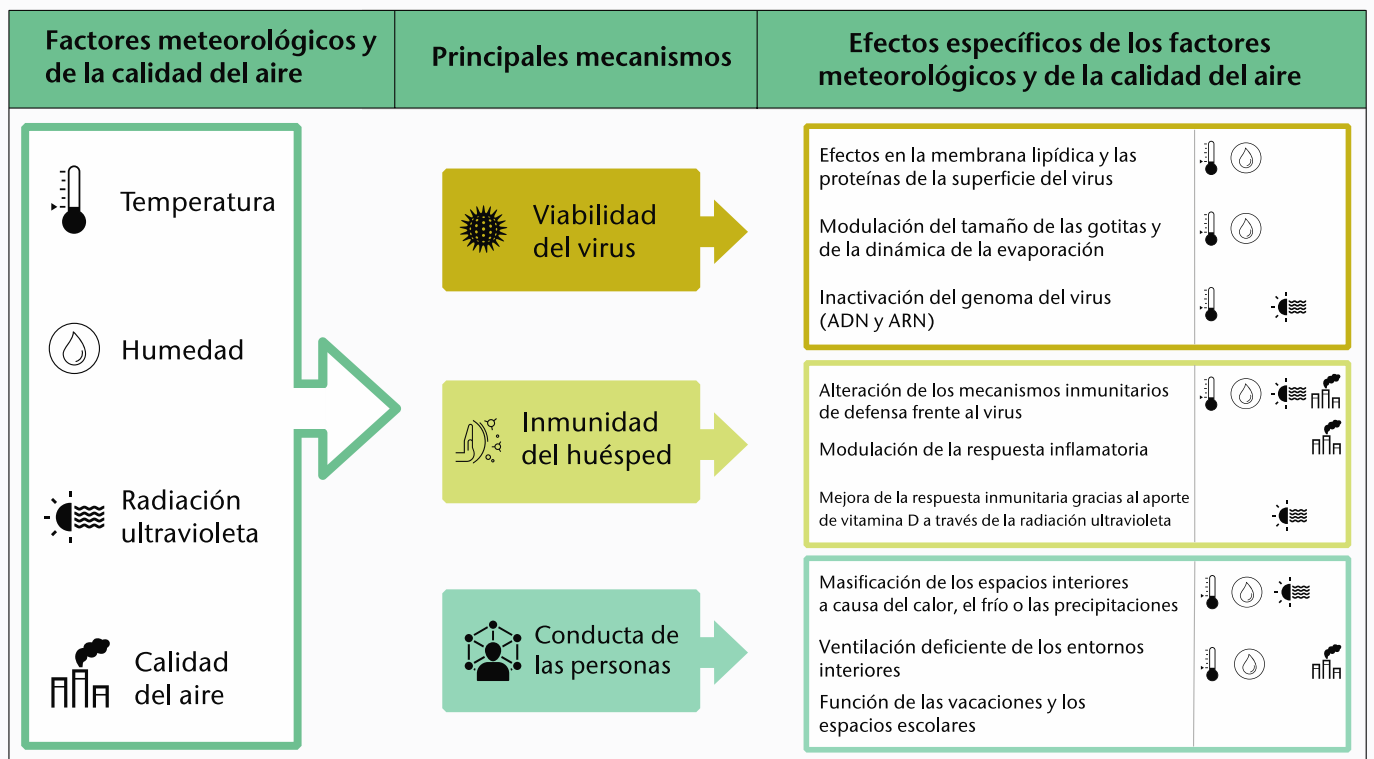 Factores meteorológicos y
de la calidad del aire
Principales mecanismos
Efectos específicos de los factores
meteorológicos y de la calidad del aire
Temperatura
Humedad
Radiación
ultravioleta
Calidad
del aire
Viabilidad
del virus
Efectos en la membrana lipídica y las
proteínas de la superficie del virus
Modulación del tamaño de las gotitas y
de la dinámica de la evaporación
Inactivación del genoma del virus
(ADN y ARN)
Inmunidad
del huésped
Alteración de los mecanismos inmunitarios
de defensa frente al virus
Modulación de la respuesta inflamatoria
Mejora de la respuesta inmunitaria gracias al aporte
de vitamina D a través de la radiación ultravioleta
Conducta de
las personas
Masificación de los espacios interiores
a causa del calor, el frío o las precipitaciones
Ventilación deficiente de los entornos
interiores
Función de las vacaciones y los
espacios escolares